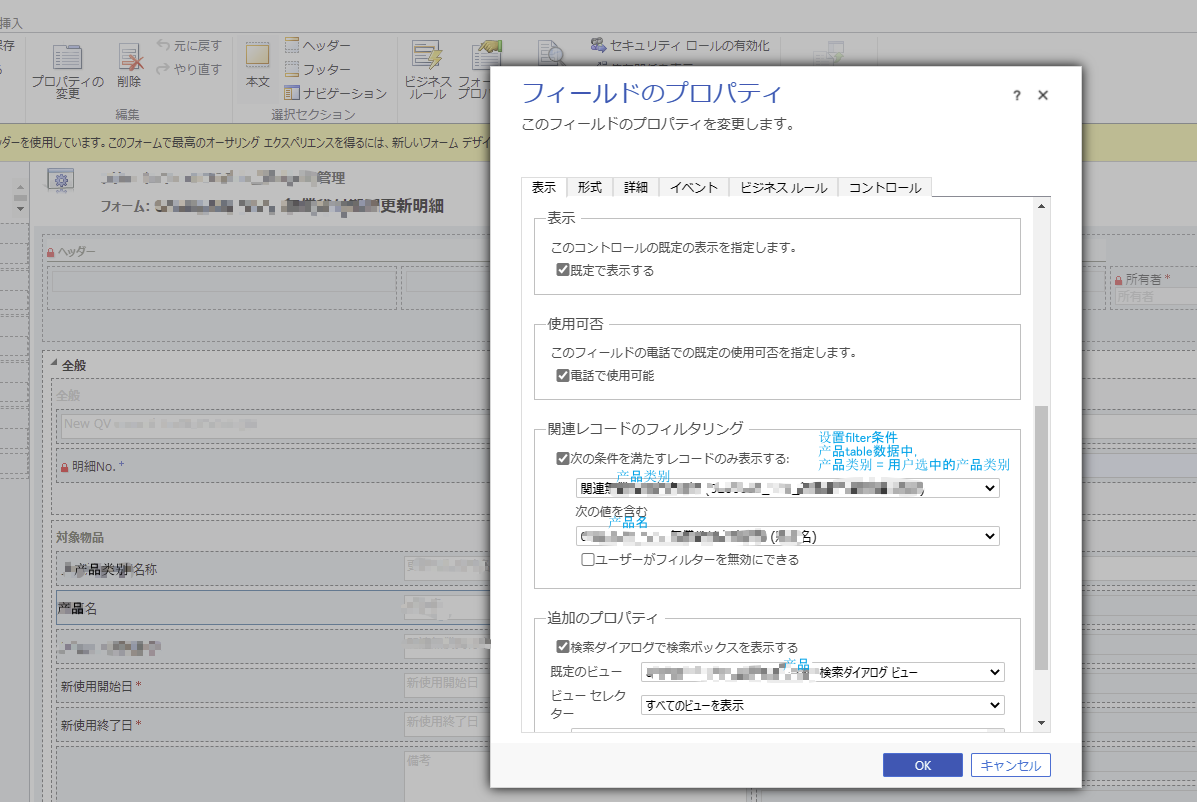 挿入
プロパティの
変更
削除
元に戻す
やり直す
編集
本文
ヘッダー
フッター
ナビゲーション
選択セクション
ビジネス
ルール
セキュリティ ロールの有効化
ダーを使用しています。このフォームで最高のオーサリング エクスペリエンスを得るには、新しいフォーム デザイ
管理
フォーム:
更新明細
ヘッダー
所有者 *
所有者
全般
全般
New QV
明細No. +
対象物品
产品类别 名称
产品名
新使用開始日 *
新使用開始日
新使用終了日 *
新使用終了日
備考
フィールドのプロパティ
このフィールドのプロパティを変更します。
? ×
表示 形式 詳細 イベント ビジネス ルール コントロール
表示
このコントロールの既定の表示を指定します。
既定で表示する
使用可否
このフィールドの電話での既定の使用可否を指定します。
電話で使用可能
関連レコードのフィルタリング
设置filter条件
产品table数据中,
产品类别 = 用户选中的产品类别
次の条件を満たすレコードのみ表示する:
产品类别
関連
次の値を含む
产品名
名)
ユーザーがフィルターを無効にできる
追加のプロパティ
検索ダイアログで検索ボックスを表示する
产品
既定のビュー
検索ダイアログ ビュー
ビュー セレク
ター
すべてのビューを表示
OK
キャンセル